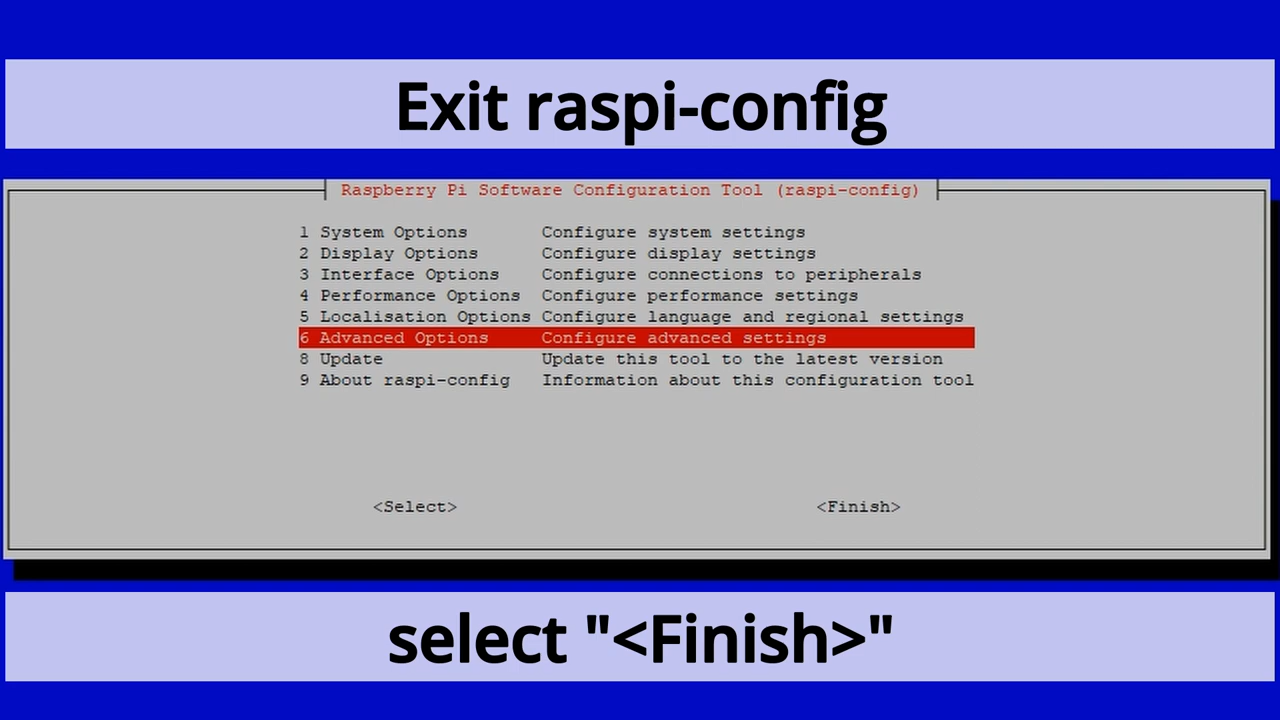 Exit raspi-config
Raspberry Pi Software Configuration Tool (raspi-config)
1 System Options Configure system settings
2 Display Options Configure display settings
3 Interface Options Configure connections to peripherals
4 Performance Options Configure performance settings
5 Localisation Options Configure language and regional settings
6 Advanced Options Configure advanced settings
8 Update Update this tool to the latest version
9 About raspi-config Information about this configuration tool
<Select> <Finish>
select "<Finish>"